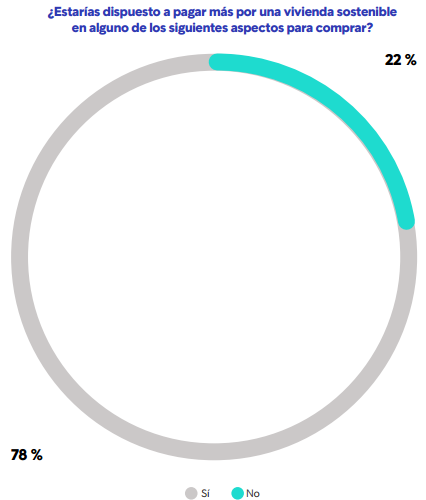 ¿Estarías dispuesto a pagar más por una vivienda sostenible
en alguno de los siguientes aspectos para comprar?
22 %
78 %
Sí
No